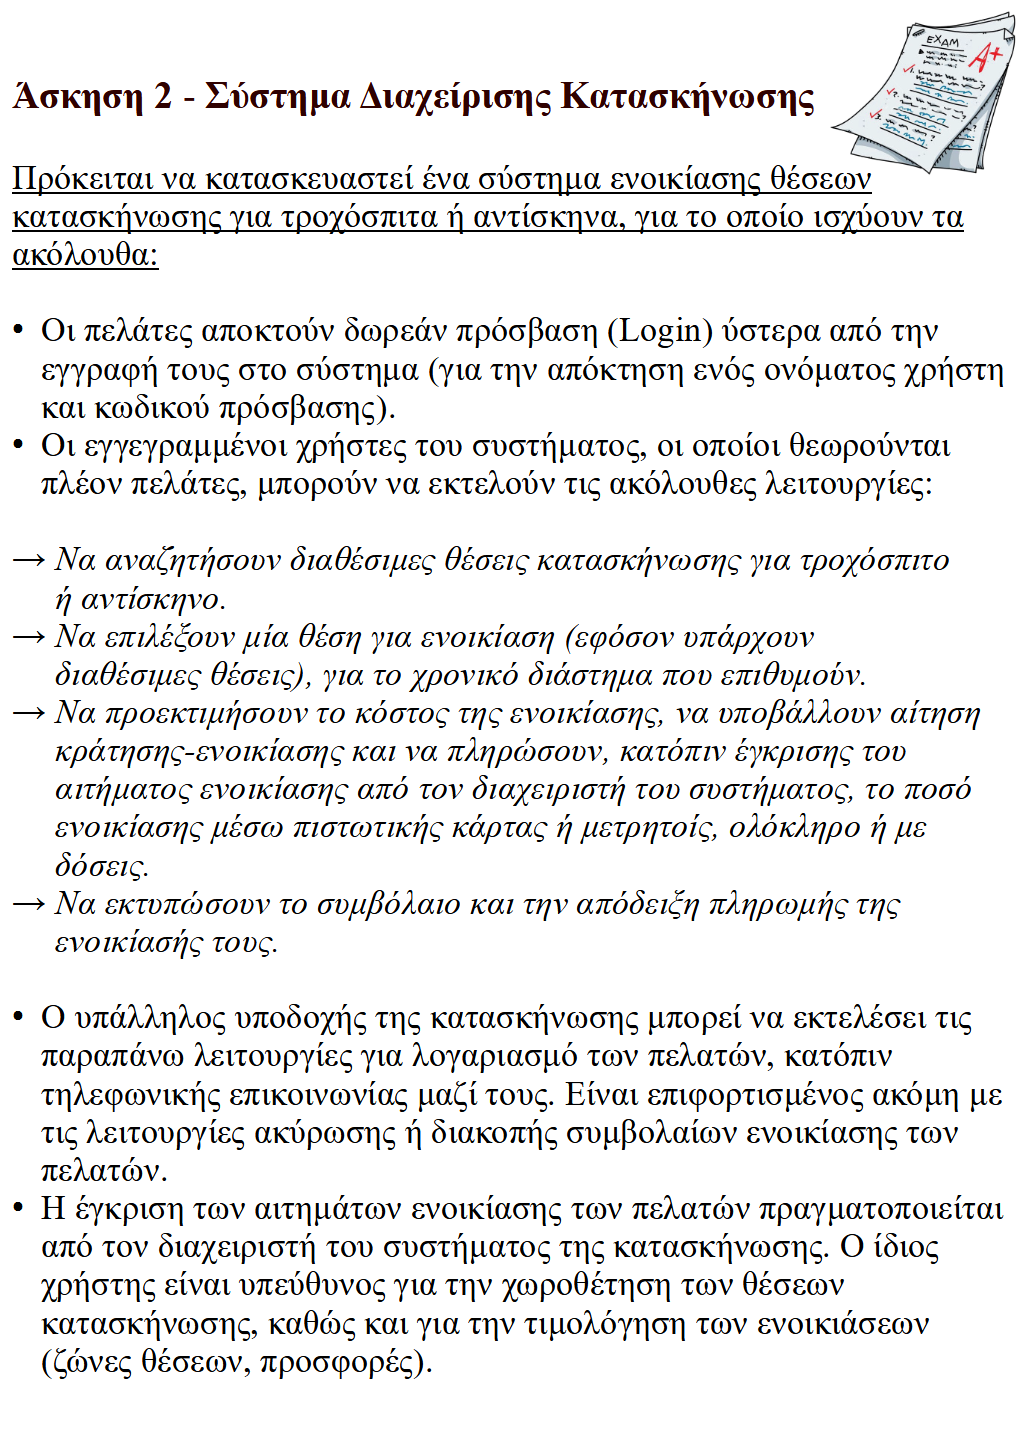 EXAM
A+
Άσκηση 2 - Σύστημα Διαχείρισης Κατασκήνωσης
Πρόκειται να κατασκευαστεί ένα σύστημα ενοικίασης θέσεων
κατασκήνωσης για τροχόσπιτα ή αντίσκηνα, για το οποίο ισχύουν τα
ακόλουθα:
• Οι πελάτες αποκτούν δωρεάν πρόσβαση (Login) ύστερα από την
εγγραφή τους στο σύστημα (για την απόκτηση ενός ονόματος χρήστη
και κωδικού πρόσβασης).
• Οι εγγεγραμμένοι χρήστες του συστήματος, οι οποίοι θεωρούνται
πλέον πελάτες, μπορούν να εκτελούν τις ακόλουθες λειτουργίες:
→ Να αναζητήσουν διαθέσιμες θέσεις κατασκήνωσης για τροχόσπιτο
ή αντίσκηνο.
→ Να επιλέξουν μία θέση για ενοικίαση (εφόσον υπάρχουν
διαθέσιμες θέσεις), για το χρονικό διάστημα που επιθυμούν.
→ Να προεκτιμήσουν το κόστος της ενοικίασης, να υποβάλλουν αίτηση
κράτησης-ενοικίασης και να πληρώσουν, κατόπιν έγκρισης του
αιτήματος ενοικίασης από τον διαχειριστή του συστήματος, το ποσό
ενοικίασης μέσω πιστωτικής κάρτας ή μετρητοίς, ολόκληρο ή με
δόσεις.
→ Να εκτυπώσουν το συμβόλαιο και την απόδειξη πληρωμής της
ενοικίασής τους.
• Ο υπάλληλος υποδοχής της κατασκήνωσης μπορεί να εκτελέσει τις
παραπάνω λειτουργίες για λογαριασμό των πελατών, κατόπιν
τηλεφωνικής επικοινωνίας μαζί τους. Είναι επιφορτισμένος ακόμη με
τις λειτουργίες ακύρωσης ή διακοπής συμβολαίων ενοικίασης των
πελατών.
• Η έγκριση των αιτημάτων ενοικίασης των πελατών πραγματοποιείται
από τον διαχειριστή του συστήματος της κατασκήνωσης. Ο ίδιος
χρήστης είναι υπεύθυνος για την χωροθέτηση των θέσεων
κατασκήνωσης, καθώς και για την τιμολόγηση των ενοικιάσεων
(ζώνες θέσεων, προσφορές).